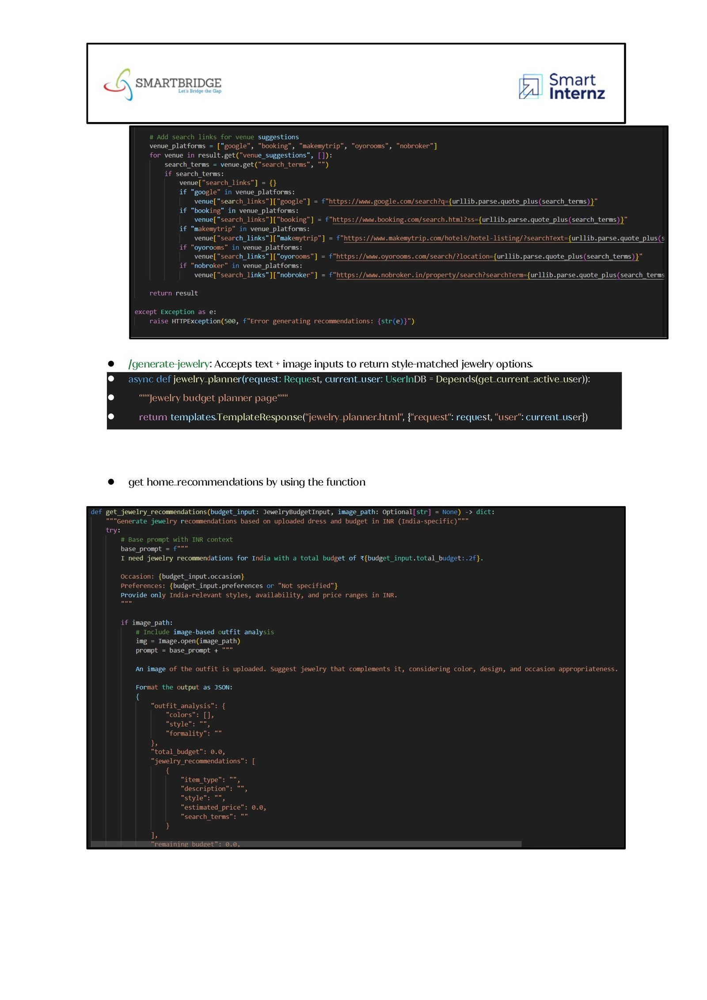 SMARTBRIDGE
Let's Bridge the Gap
Smart
Internz
# Add search links for venue suggestions
venue_platforms = ["google", "booking", "makemytrip", "oyorooms", "nobroker"]
for venue in result.get("venue_suggestions", []):
search_terms = venue.get("search_terms", "")
if search_terms:
venue["search_links"] = {}
if "google" in venue_platforms:
venue["search_links"]["google"] = f"https://www.google.com/search?q={urllib.parse.quote_plus(search_terms)}"
if "booking" in venue_platforms:
venue["search_links"]["booking"] = f"https://www.booking.com/search.html?ss={urllib.parse.quote_plus(search_terms)}"
if "makemytrip" in venue_platforms:
venue["search_links"]["makemytrip"] = f"https://www.makemytrip.com/hotels/hotel-listing/?searchText={urllib.parse.quote_plus(s
if "oyorooms" in venue_platforms:
venue["search_links"]["oyorooms"] = f"https://www.oyorooms.com/search/?location={urllib.parse.quote_plus(search_terms)}"
if "nobroker" in venue_platforms:
venue["search_links"]["nobroker"] = f"https://www.nobroker.in/property/search?searchTerm={urllib.parse.quote_plus(search_terms
return result
except Exception as e:
raise HTTPException(500, f"Error generating recommendations: {str(e)}")
● /generate-jewelry: Accepts text + image inputs to return style-matched jewelry options.
● async def jewelry_planner(request: Request, current_user: UserInDB = Depends(get_current_active_user)):
● “““Jewelry budget planner page“““
● return templates.TemplateResponse(“jewelry_planner.html“, {“request“: request, “user“: current_user})
● get home_recommendations by using the function
def get_jewelry_recommendations(budget_input: JewelryBudgetInput, image_path: Optional[str] = None) -> dict:
"""Generate jewelry recommendations based on uploaded dress and budget in INR (India-specific)"""
try:
# Base prompt with INR context
base_prompt = f"""
I need jewelry recommendations for India with a total budget of ₹{budget_input.total_budget:.2f}.
Occasion: {budget_input.occasion}
Preferences: {budget_input.preferences or "Not specified"}
Provide only India-relevant styles, availability, and price ranges in INR.
"""
if image_path:
# Include image-based outfit analysis
img = Image.open(image_path)
prompt = base_prompt + """
An image of the outfit is uploaded. Suggest jewelry that complements it, considering color, design, and occasion appropriateness.
Format the output as JSON:
{
"outfit_analysis": {
"colors": [],
"style": "",
"formality": ""
},
"total_budget": 0.0,
"jewelry_recommendations": [
{
"item_type": "",
"description": "",
"style": "",
"estimated_price": 0.0,
"search_terms": ""
}
],
"remaining_budget": 0.0,